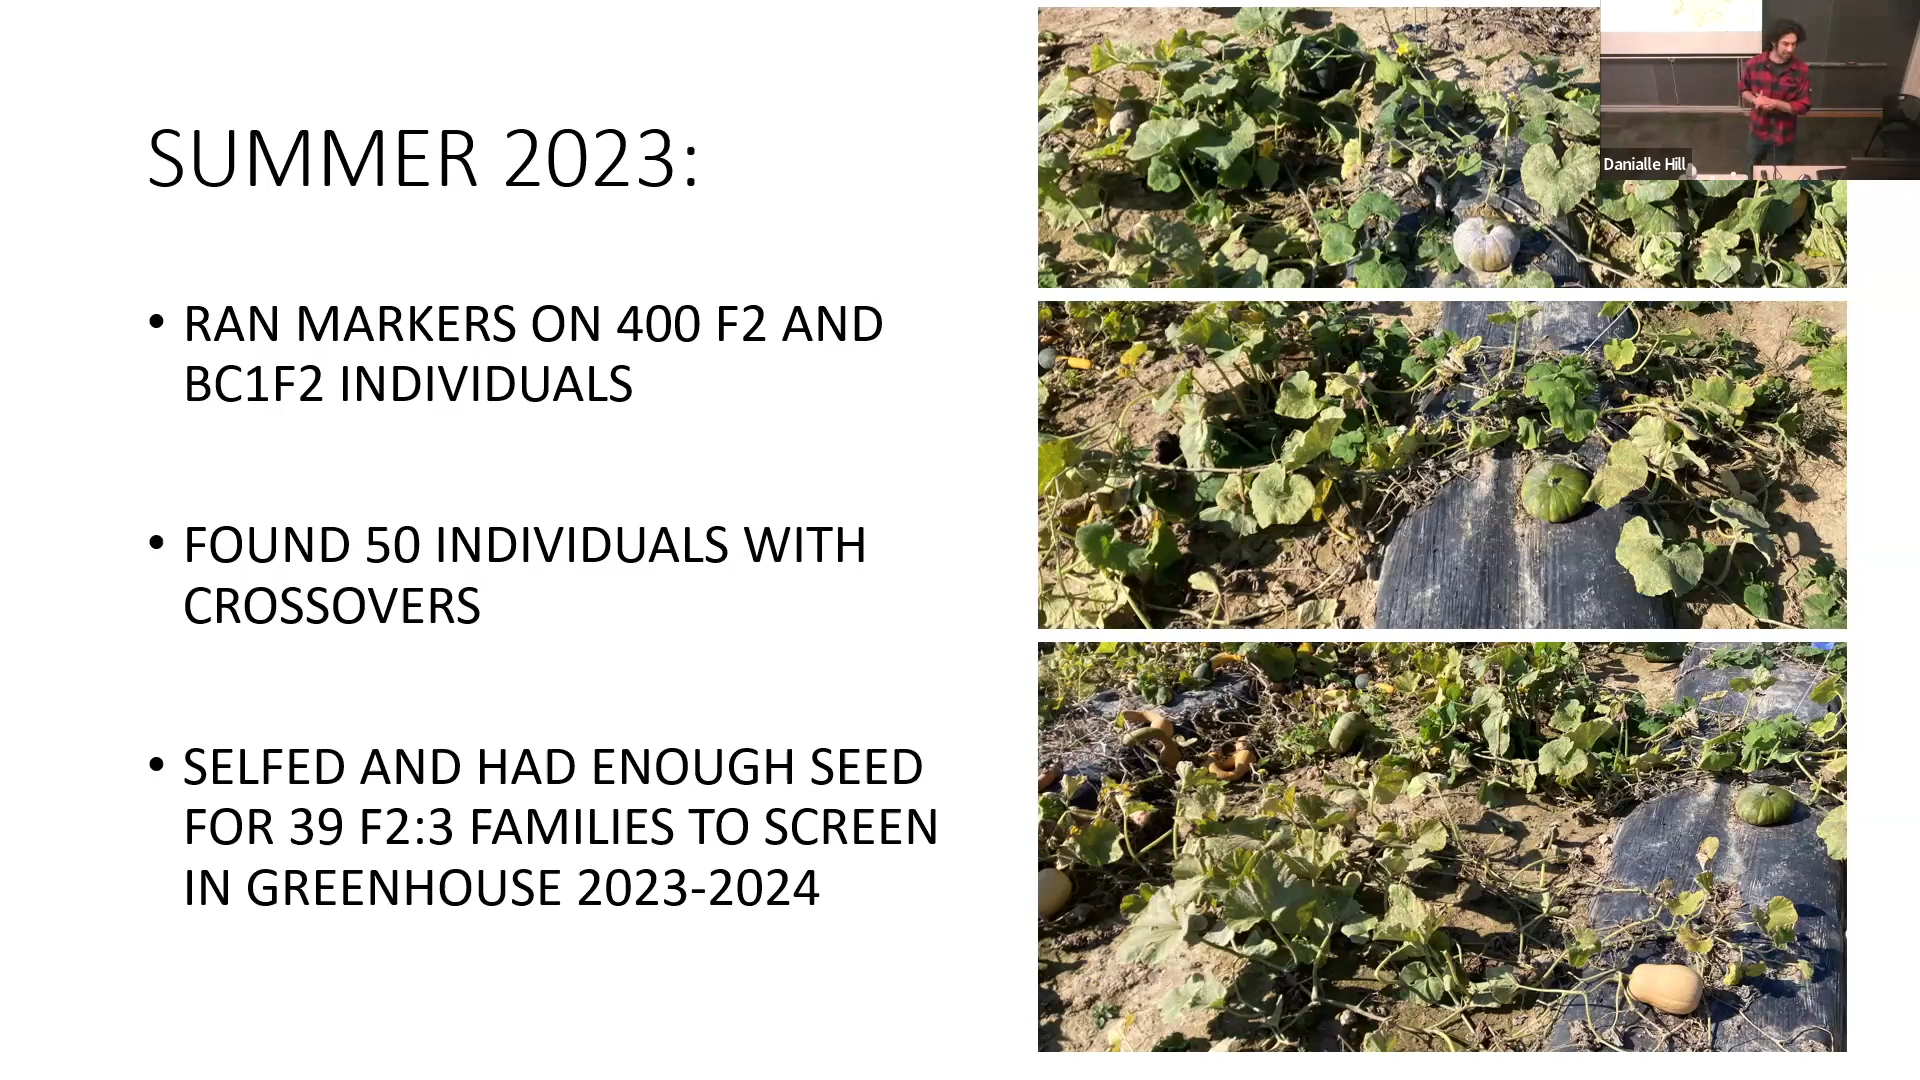 SUMMER 2023:
• RAN MARKERS ON 400 F2 AND
BC1F2 INDIVIDUALS
• FOUND 50 INDIVIDUALS WITH
CROSSOVERS
• SELFED AND HAD ENOUGH SEED
FOR 39 F2:3 FAMILIES TO SCREEN
IN GREENHOUSE 2023-2024
Danialle Hill